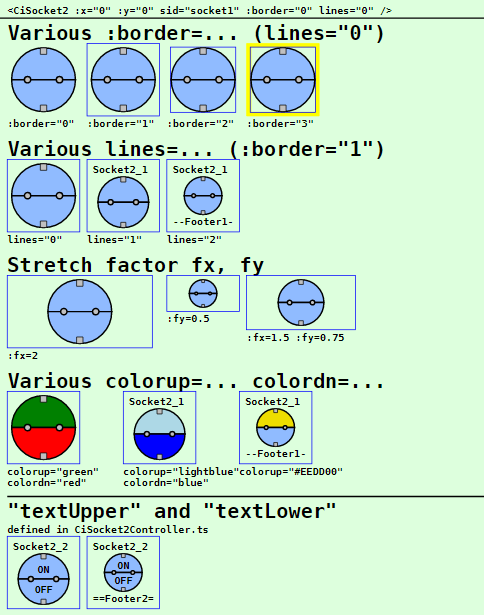 <CiSocket2 :x="0" :y="0" sid="socket1" :border="0" lines="0" />
Various :border=... (lines="0")
:border="0" :border="1" :border="2" :border="3"
Various lines=... (:border="1")
Socket2_1 Socket2_1
--Footer1-
lines="0" lines="1" lines="2"
Stretch factor fx, fy
:fy=0.5
:fx=1.5 :fy=0.75
:fx=2
Various colorup=... colordn=...
Socket2_1 Socket2_1
--Footer1-
colorup="green" colorup="lightblue" colorup="#EEDD00"
colordn="red" colordn="blue"
"textUpper" and "textLower"
defined in CiSocket2Controller.ts
Socket2_2 Socket2_2
ON ON
OFF OFF
==Footer2=